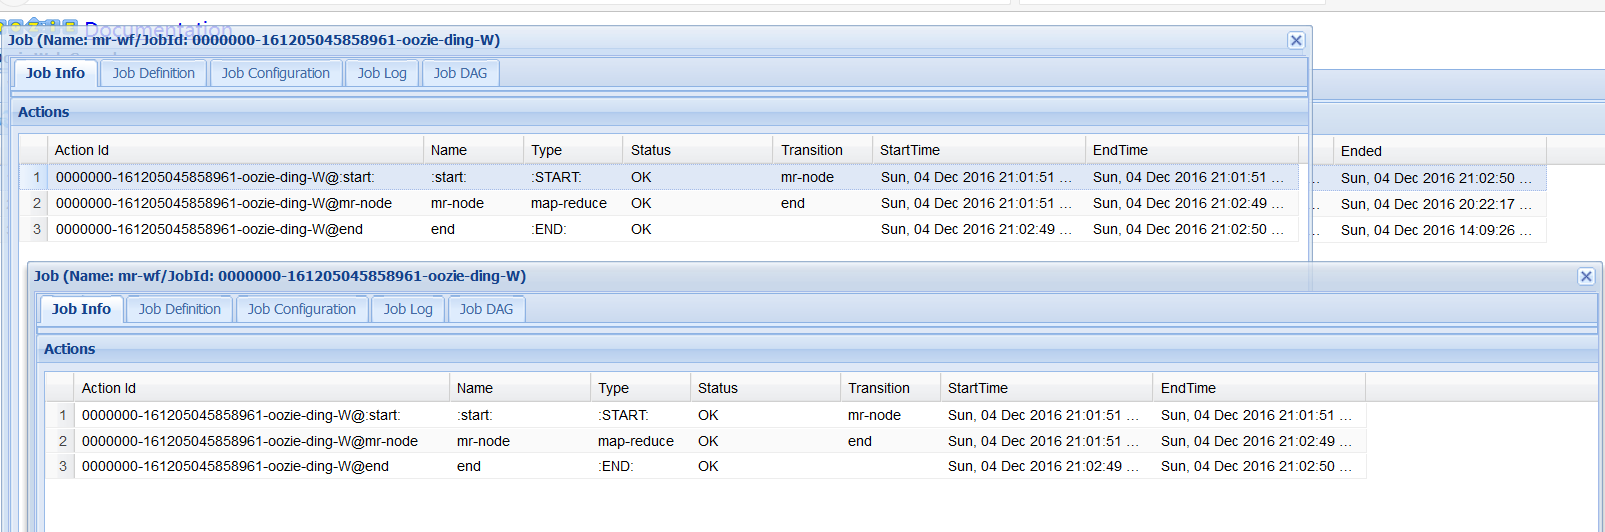 Documentation
Job (Name: mr-wf/JobId: 0000000-161205045858961-oozie-ding-W)
Job Info Job Definition Job Configuration Job Log Job DAG
Actions
Action Id Name Type Status Transition StartTime EndTime Ended
1 0000000-161205045858961-oozie-ding-W@:start: :start: :START: OK mr-node Sun, 04 Dec 2016 21:01:51 ... Sun, 04 Dec 2016 21:01:51 ... Sun, 04 Dec 2016 21:02:50 ...
2 0000000-161205045858961-oozie-ding-W@mr-node mr-node map-reduce OK end Sun, 04 Dec 2016 21:01:51 ... Sun, 04 Dec 2016 21:02:49 ... Sun, 04 Dec 2016 20:22:17 ...
3 0000000-161205045858961-oozie-ding-W@end end :END: OK Sun, 04 Dec 2016 21:02:49 ... Sun, 04 Dec 2016 21:02:50 ... Sun, 04 Dec 2016 14:09:26 ...
Job (Name: mr-wf/JobId: 0000000-161205045858961-oozie-ding-W)
Job Info Job Definition Job Configuration Job Log Job DAG
Actions
Action Id Name Type Status Transition StartTime EndTime
1 0000000-161205045858961-oozie-ding-W@:start: :start: :START: OK mr-node Sun, 04 Dec 2016 21:01:51 ... Sun, 04 Dec 2016 21:01:51 ...
2 0000000-161205045858961-oozie-ding-W@mr-node mr-node map-reduce OK end Sun, 04 Dec 2016 21:01:51 ... Sun, 04 Dec 2016 21:02:49 ...
3 0000000-161205045858961-oozie-ding-W@end end :END: OK Sun, 04 Dec 2016 21:02:49 ... Sun, 04 Dec 2016 21:02:50 ...